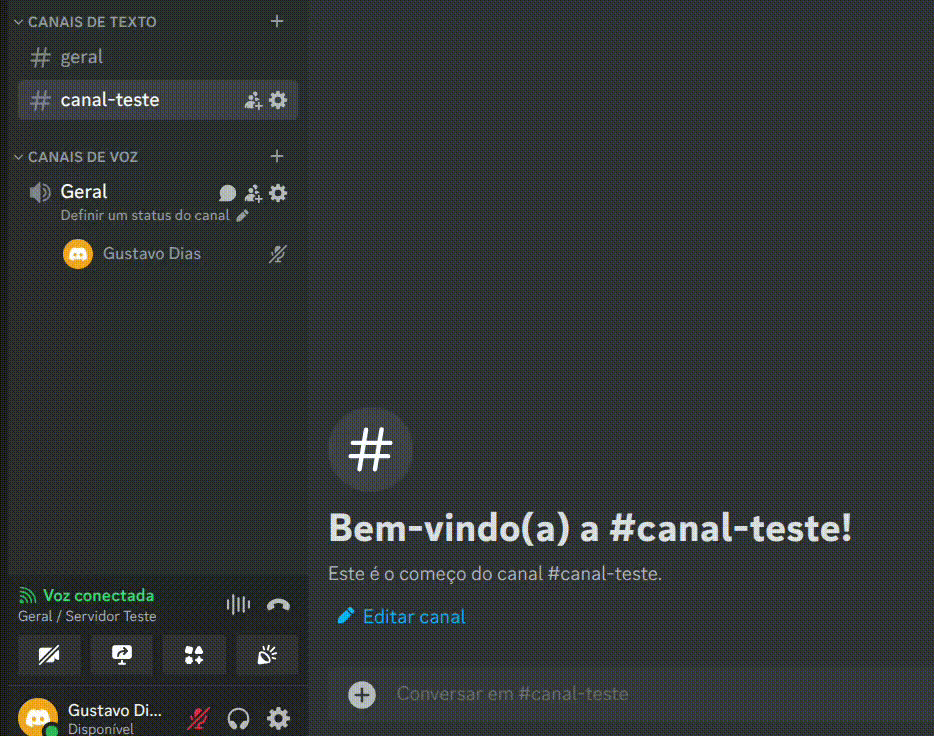 CANAIS DE TEXTO
geral
canal-teste
CANAIS DE VOZ
Geral
Definir um status do canal
Gustavo Dias
Voz conectada
Geral / Servidor Teste
Gustavo Di...
Disponível
Bem-vindo(a) a #canal-teste!
Este é o começo do canal #canal-teste.
Editar canal
Conversar em #canal-teste